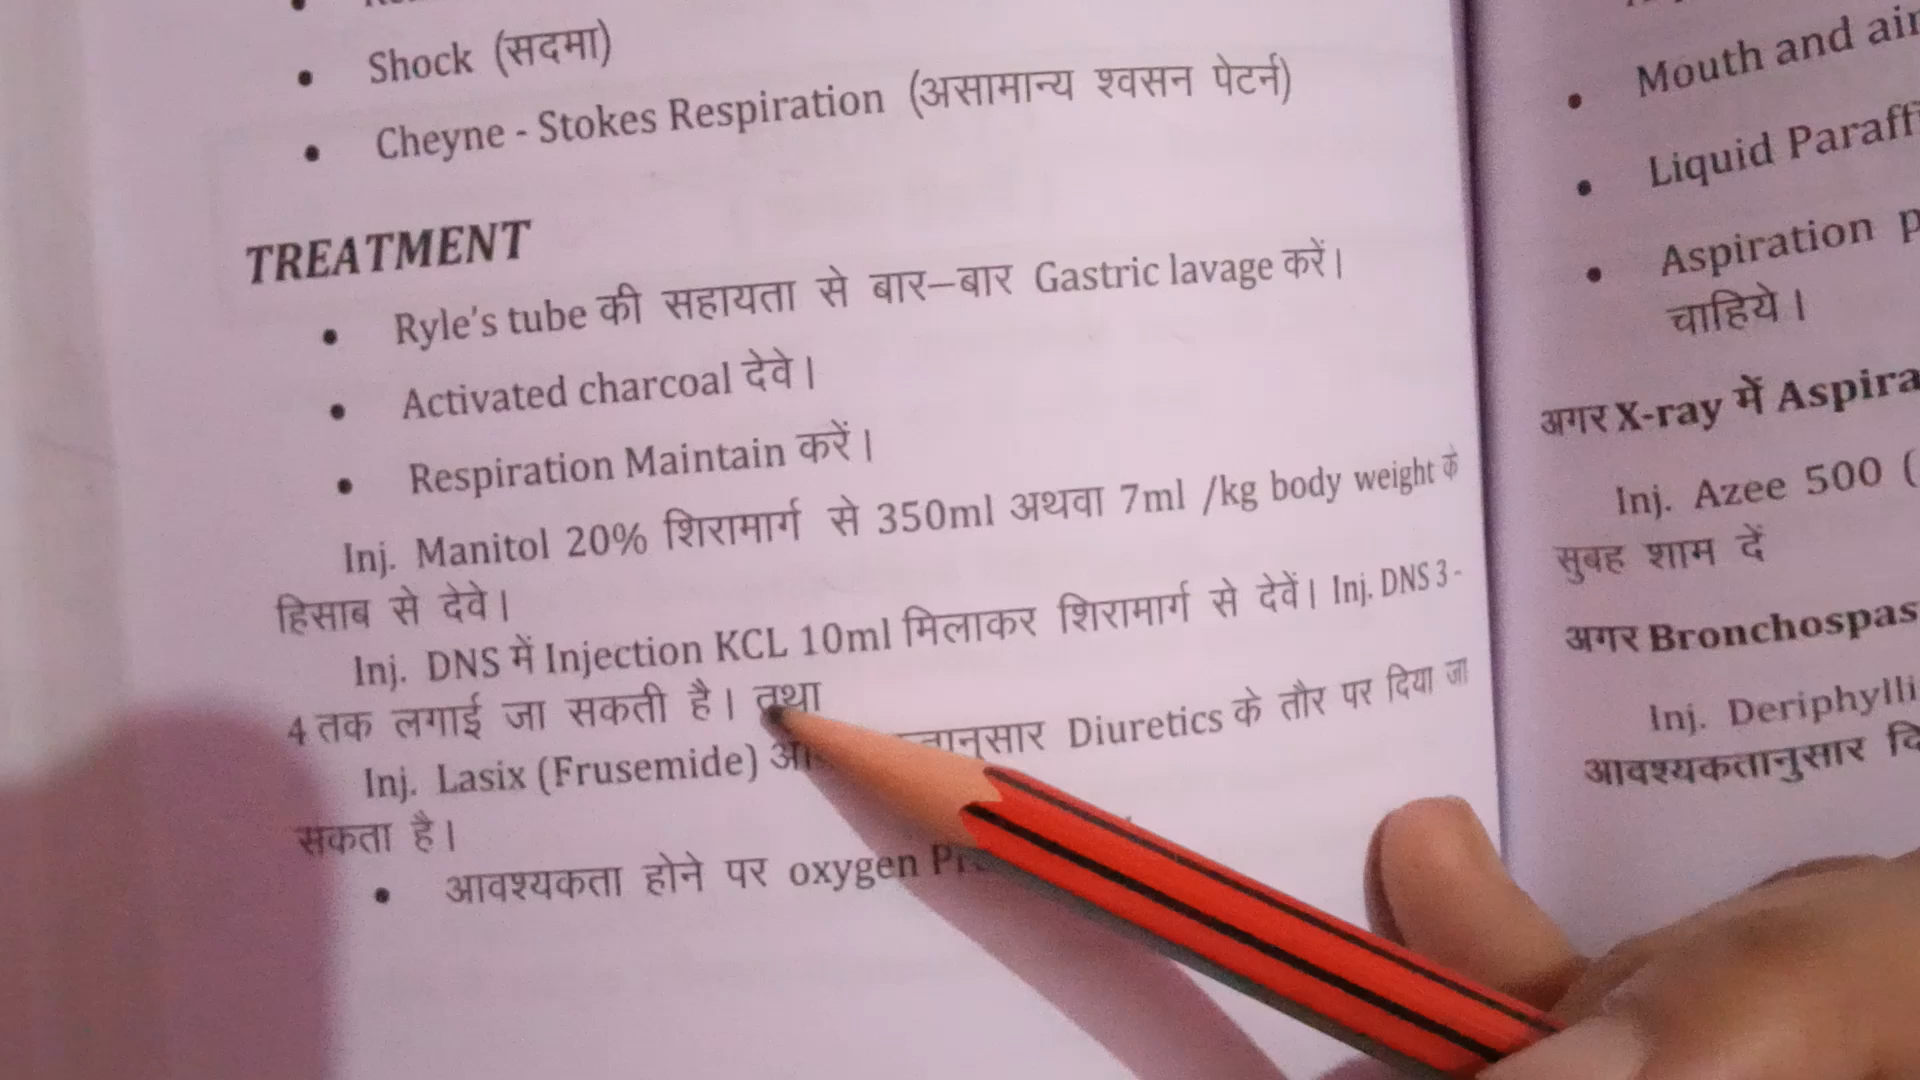 • Shock (सदमा)
• Cheyne - Stokes Respiration (असामान्य श्वसन पेटर्न)
TREATMENT
• Ryle's tube की सहायता से बार–बार Gastric lavage करें।
• Activated charcoal देवे।
• Respiration Maintain करें।
Inj. Manitol 20% शिरामार्ग से 350ml अथवा 7ml /kg body weight के
हिसाब से देवे।
Inj. DNS में Injection KCL 10ml मिलाकर शिरामार्ग से देवें। Inj. DNS 3 -
4 तक लगाई जा सकती है। तथा
Inj. Lasix (Frusemide) Diuretics के तौर पर दिया जा
सकता है।
• आवश्यकता होने पर oxygen
• Mouth and
• Liquid
• Aspiration
चाहिये।
अगर X-ray में
Inj. Azee 500 (
सुबह शाम दें
अगर
Inj.
आवश्यकतानुसार